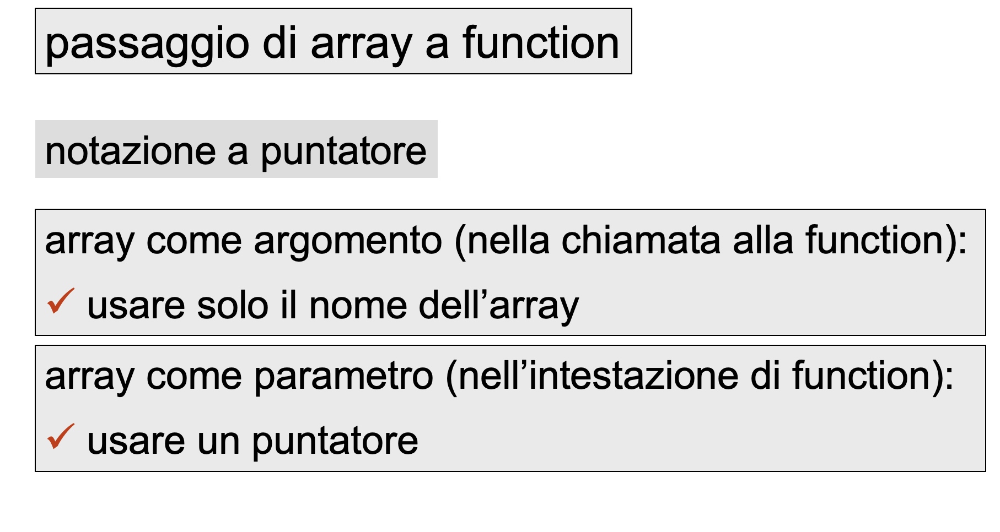 passaggio di array a function
notazione a puntatore
array come argomento (nella chiamata alla function):
✓ usare solo il nome dell’array
array come parametro (nell’intestazione di function):
✓ usare un puntatore